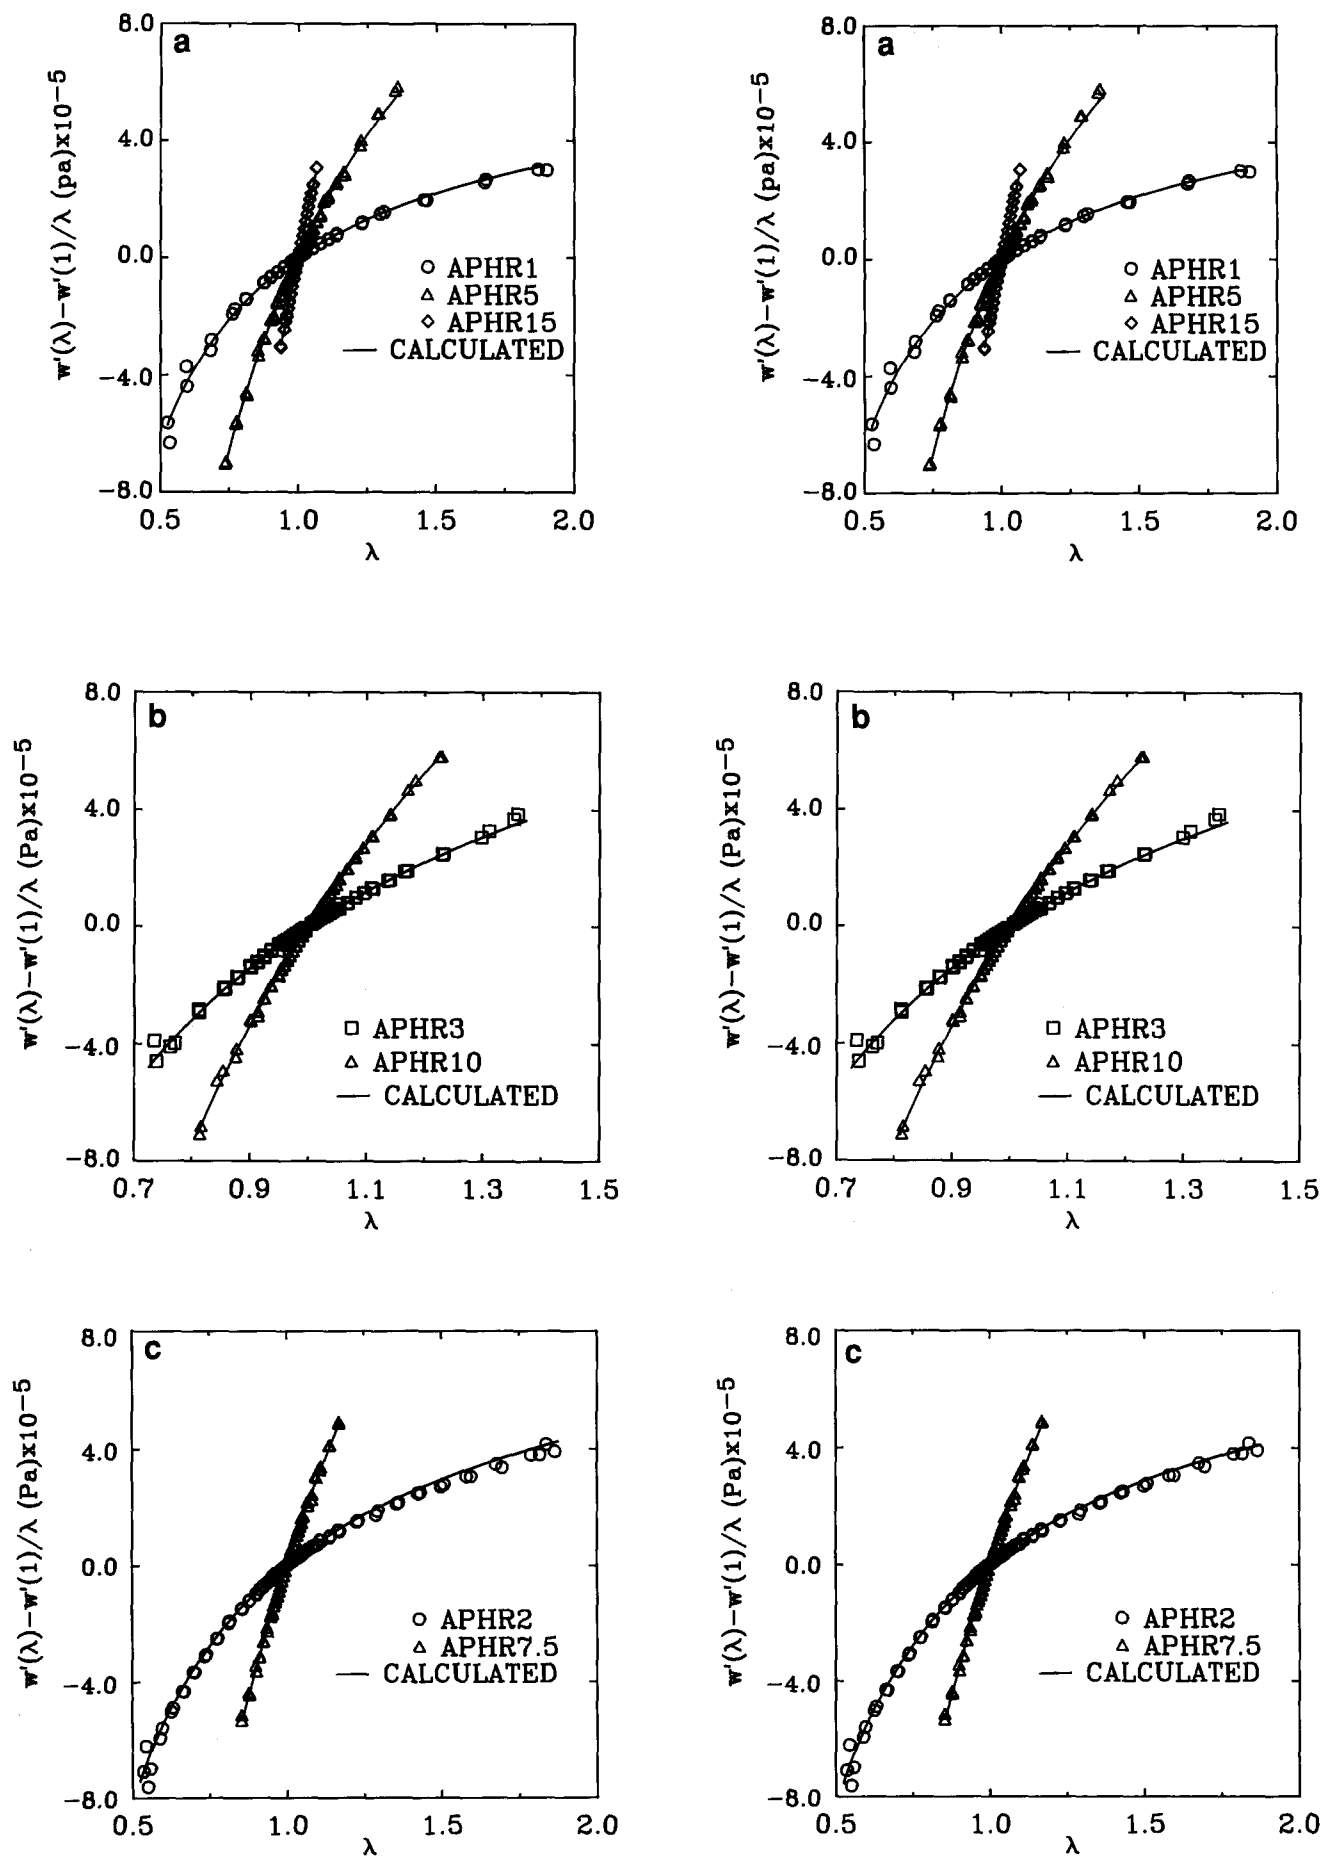 a
8.0
4.0
0.0
−4.0
−8.0
w'(λ)−w'(1)/λ (pa)x10−5
○ APHR1
△ APHR5
◇ APHR15
— CALCULATED
0.5 1.0 1.5 2.0
λ
a
8.0
4.0
0.0
−4.0
−8.0
w'(λ)−w'(1)/λ (pa)x10−5
○ APHR1
△ APHR5
◇ APHR15
— CALCULATED
0.5 1.0 1.5 2.0
λ
b
8.0
4.0
0.0
−4.0
−8.0
w'(λ)−w'(1)/λ (Pa)x10−5
□ APHR3
△ APHR10
— CALCULATED
0.7 0.9 1.1 1.3 1.5
λ
b
8.0
4.0
0.0
−4.0
−8.0
w'(λ)−w'(1)/λ (Pa)x10−5
□ APHR3
△ APHR10
— CALCULATED
0.7 0.9 1.1 1.3 1.5
λ
c
8.0
4.0
0.0
−4.0
−8.0
w'(λ)−w'(1)/λ (Pa)x10−5
○ APHR2
△ APHR7.5
— CALCULATED
0.5 1.0 1.5 2.0
λ
c
8.0
4.0
0.0
−4.0
−8.0
w'(λ)−w'(1)/λ (Pa)x10−5
○ APHR2
△ APHR7.5
— CALCULATED
0.5 1.0 1.5 2.0
λ